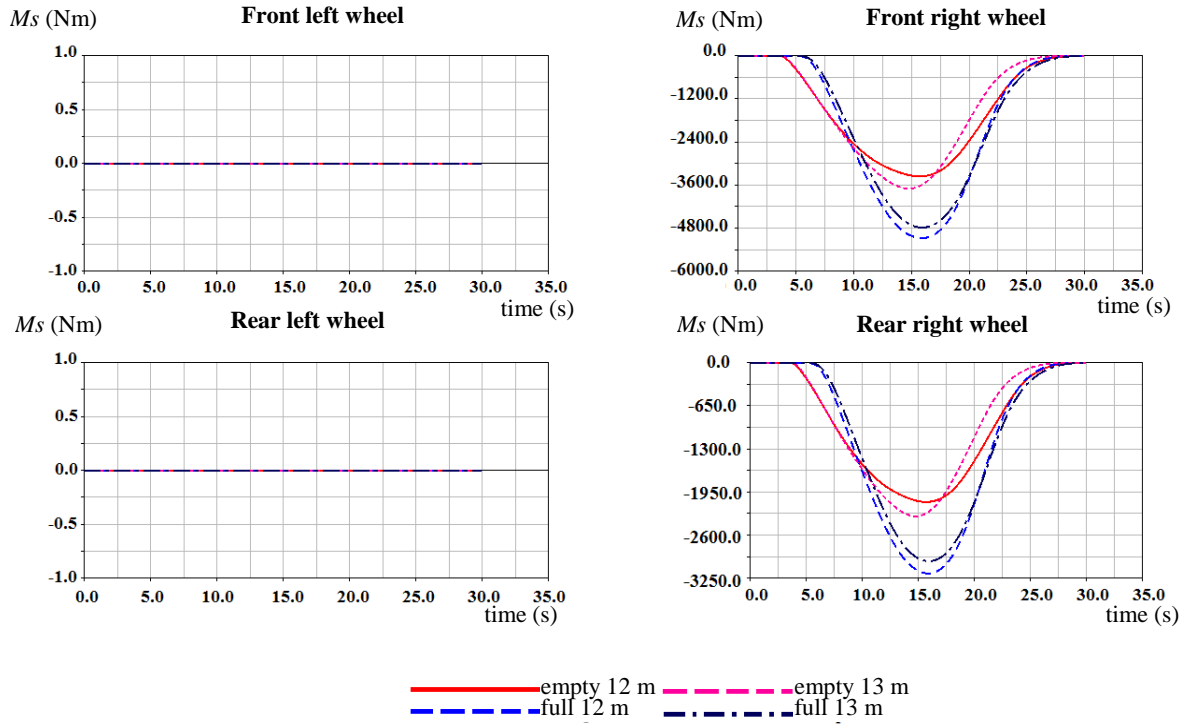 Ms (Nm) Front left wheel
1.0
0.5
0.0
-0.5
-1.0
0.0 5.0 10.0 15.0 20.0 25.0 30.0 35.0
time (s)
Ms (Nm) Front right wheel
0.0
-1200.0
-2400.0
-3600.0
-4800.0
-6000.0
0.0 5.0 10.0 15.0 20.0 25.0 30.0 35.0
time (s)
Ms (Nm) Rear left wheel
1.0
0.5
0.0
-0.5
-1.0
0.0 5.0 10.0 15.0 20.0 25.0 30.0 35.0
time (s)
Ms (Nm) Rear right wheel
0.0
-650.0
-1300.0
-1950.0
-2600.0
-3250.0
0.0 5.0 10.0 15.0 20.0 25.0 30.0 35.0
time (s)
empty 12 m empty 13 m
full 12 m full 13 m